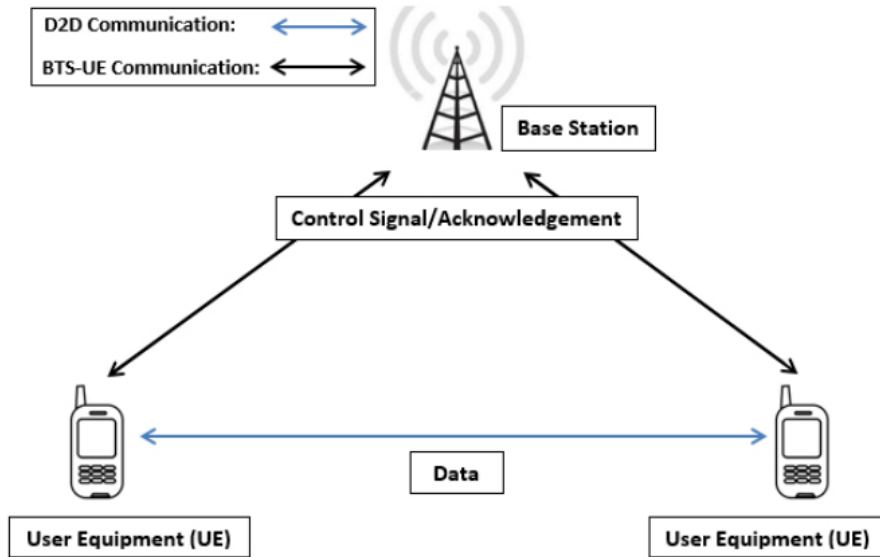 D2D Communication:
BTS-UE Communication:
Base Station
Control Signal/Acknowledgement
Data
User Equipment (UE)
User Equipment (UE)